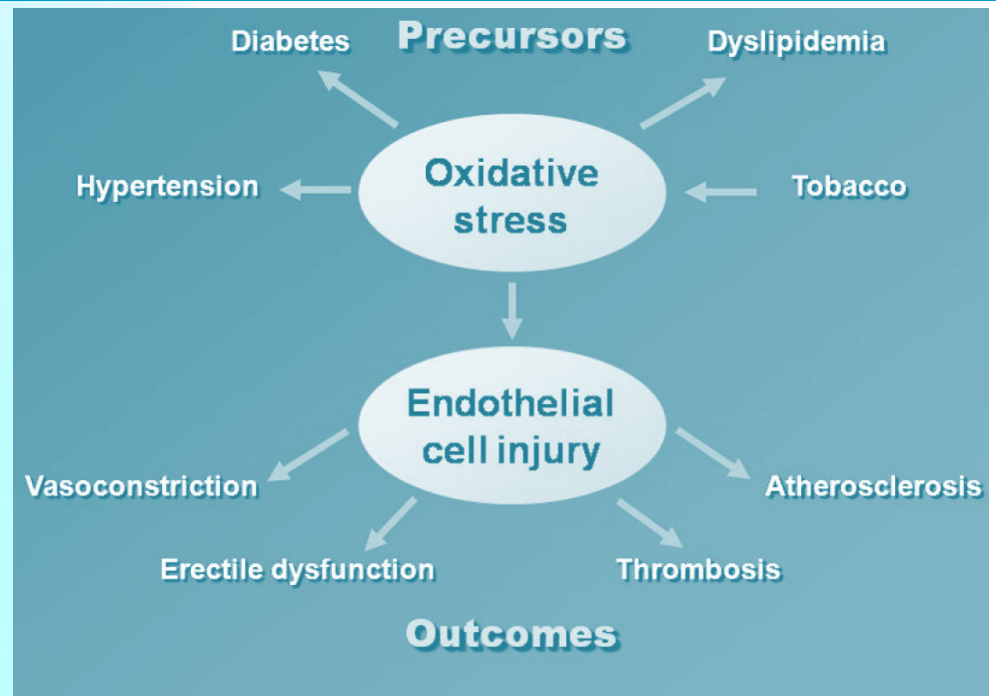 Precursors
Diabetes
Dyslipidemia
Oxidative
stress
Hypertension
Tobacco
Endothelial
cell injury
Vasoconstriction
Atherosclerosis
Erectile dysfunction
Thrombosis
Outcomes